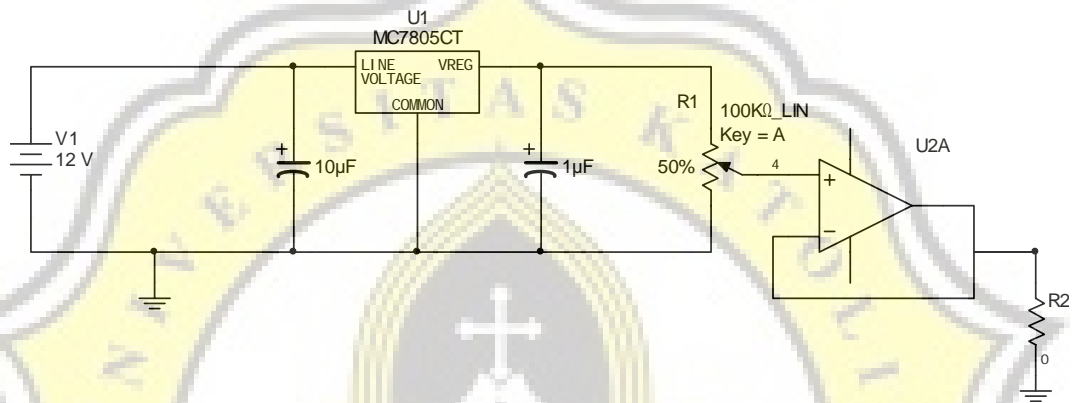 U1
MC7805CT
LINE VREG
VOLTAGE
COMMON
V1
12 V
10µF
1µF
R1
100KΩ_LIN
Key = A
50%
4
U2A
R2
0